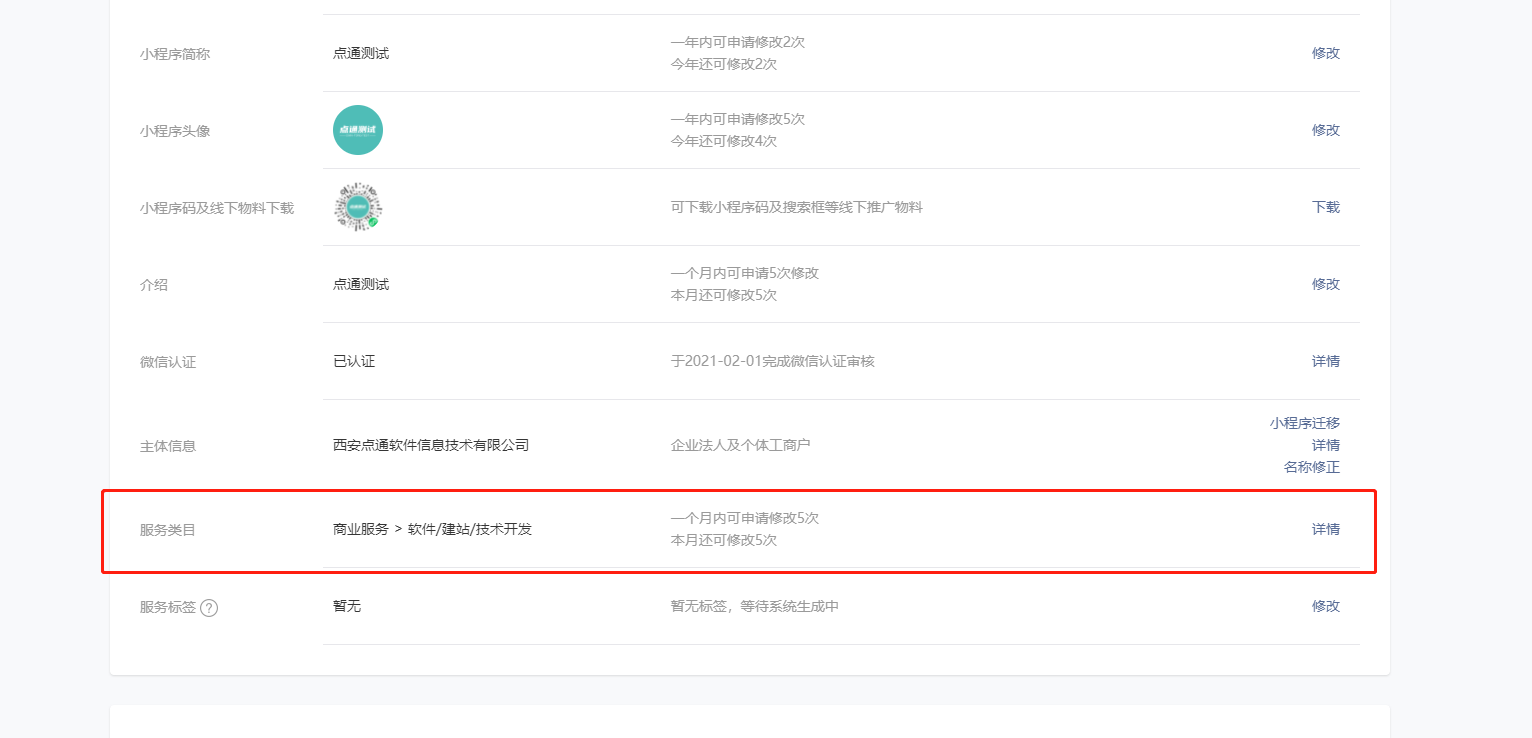 小程序简称
点通测试
一年内可申请修改2次
今年还可修改2次
修改
小程序头像
点通测试
一年内可申请修改5次
今年还可修改4次
修改
小程序码及线下物料下载
可下载小程序码及搜索框等线下推广物料
下载
介绍
点通测试
一个月内可申请5次修改
本月还可修改5次
修改
微信认证
已认证
于2021-02-01完成微信认证审核
详情
主体信息
西安点通软件信息技术有限公司
企业法人及个体工商户
小程序迁移
详情
名称修正
服务类目
商业服务 > 软件/建站/技术开发
一个月内可申请修改5次
本月还可修改5次
详情
服务标签 ?
暂无
暂无标签，等待系统生成中
修改